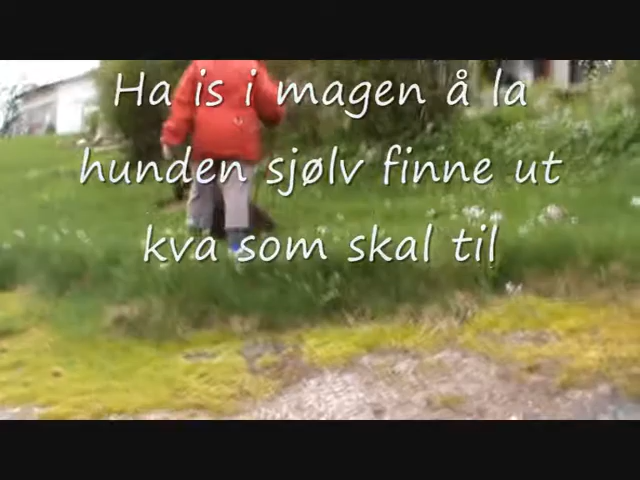 Ha is i magen å la
hunden sjølv finne ut
kva som skal til